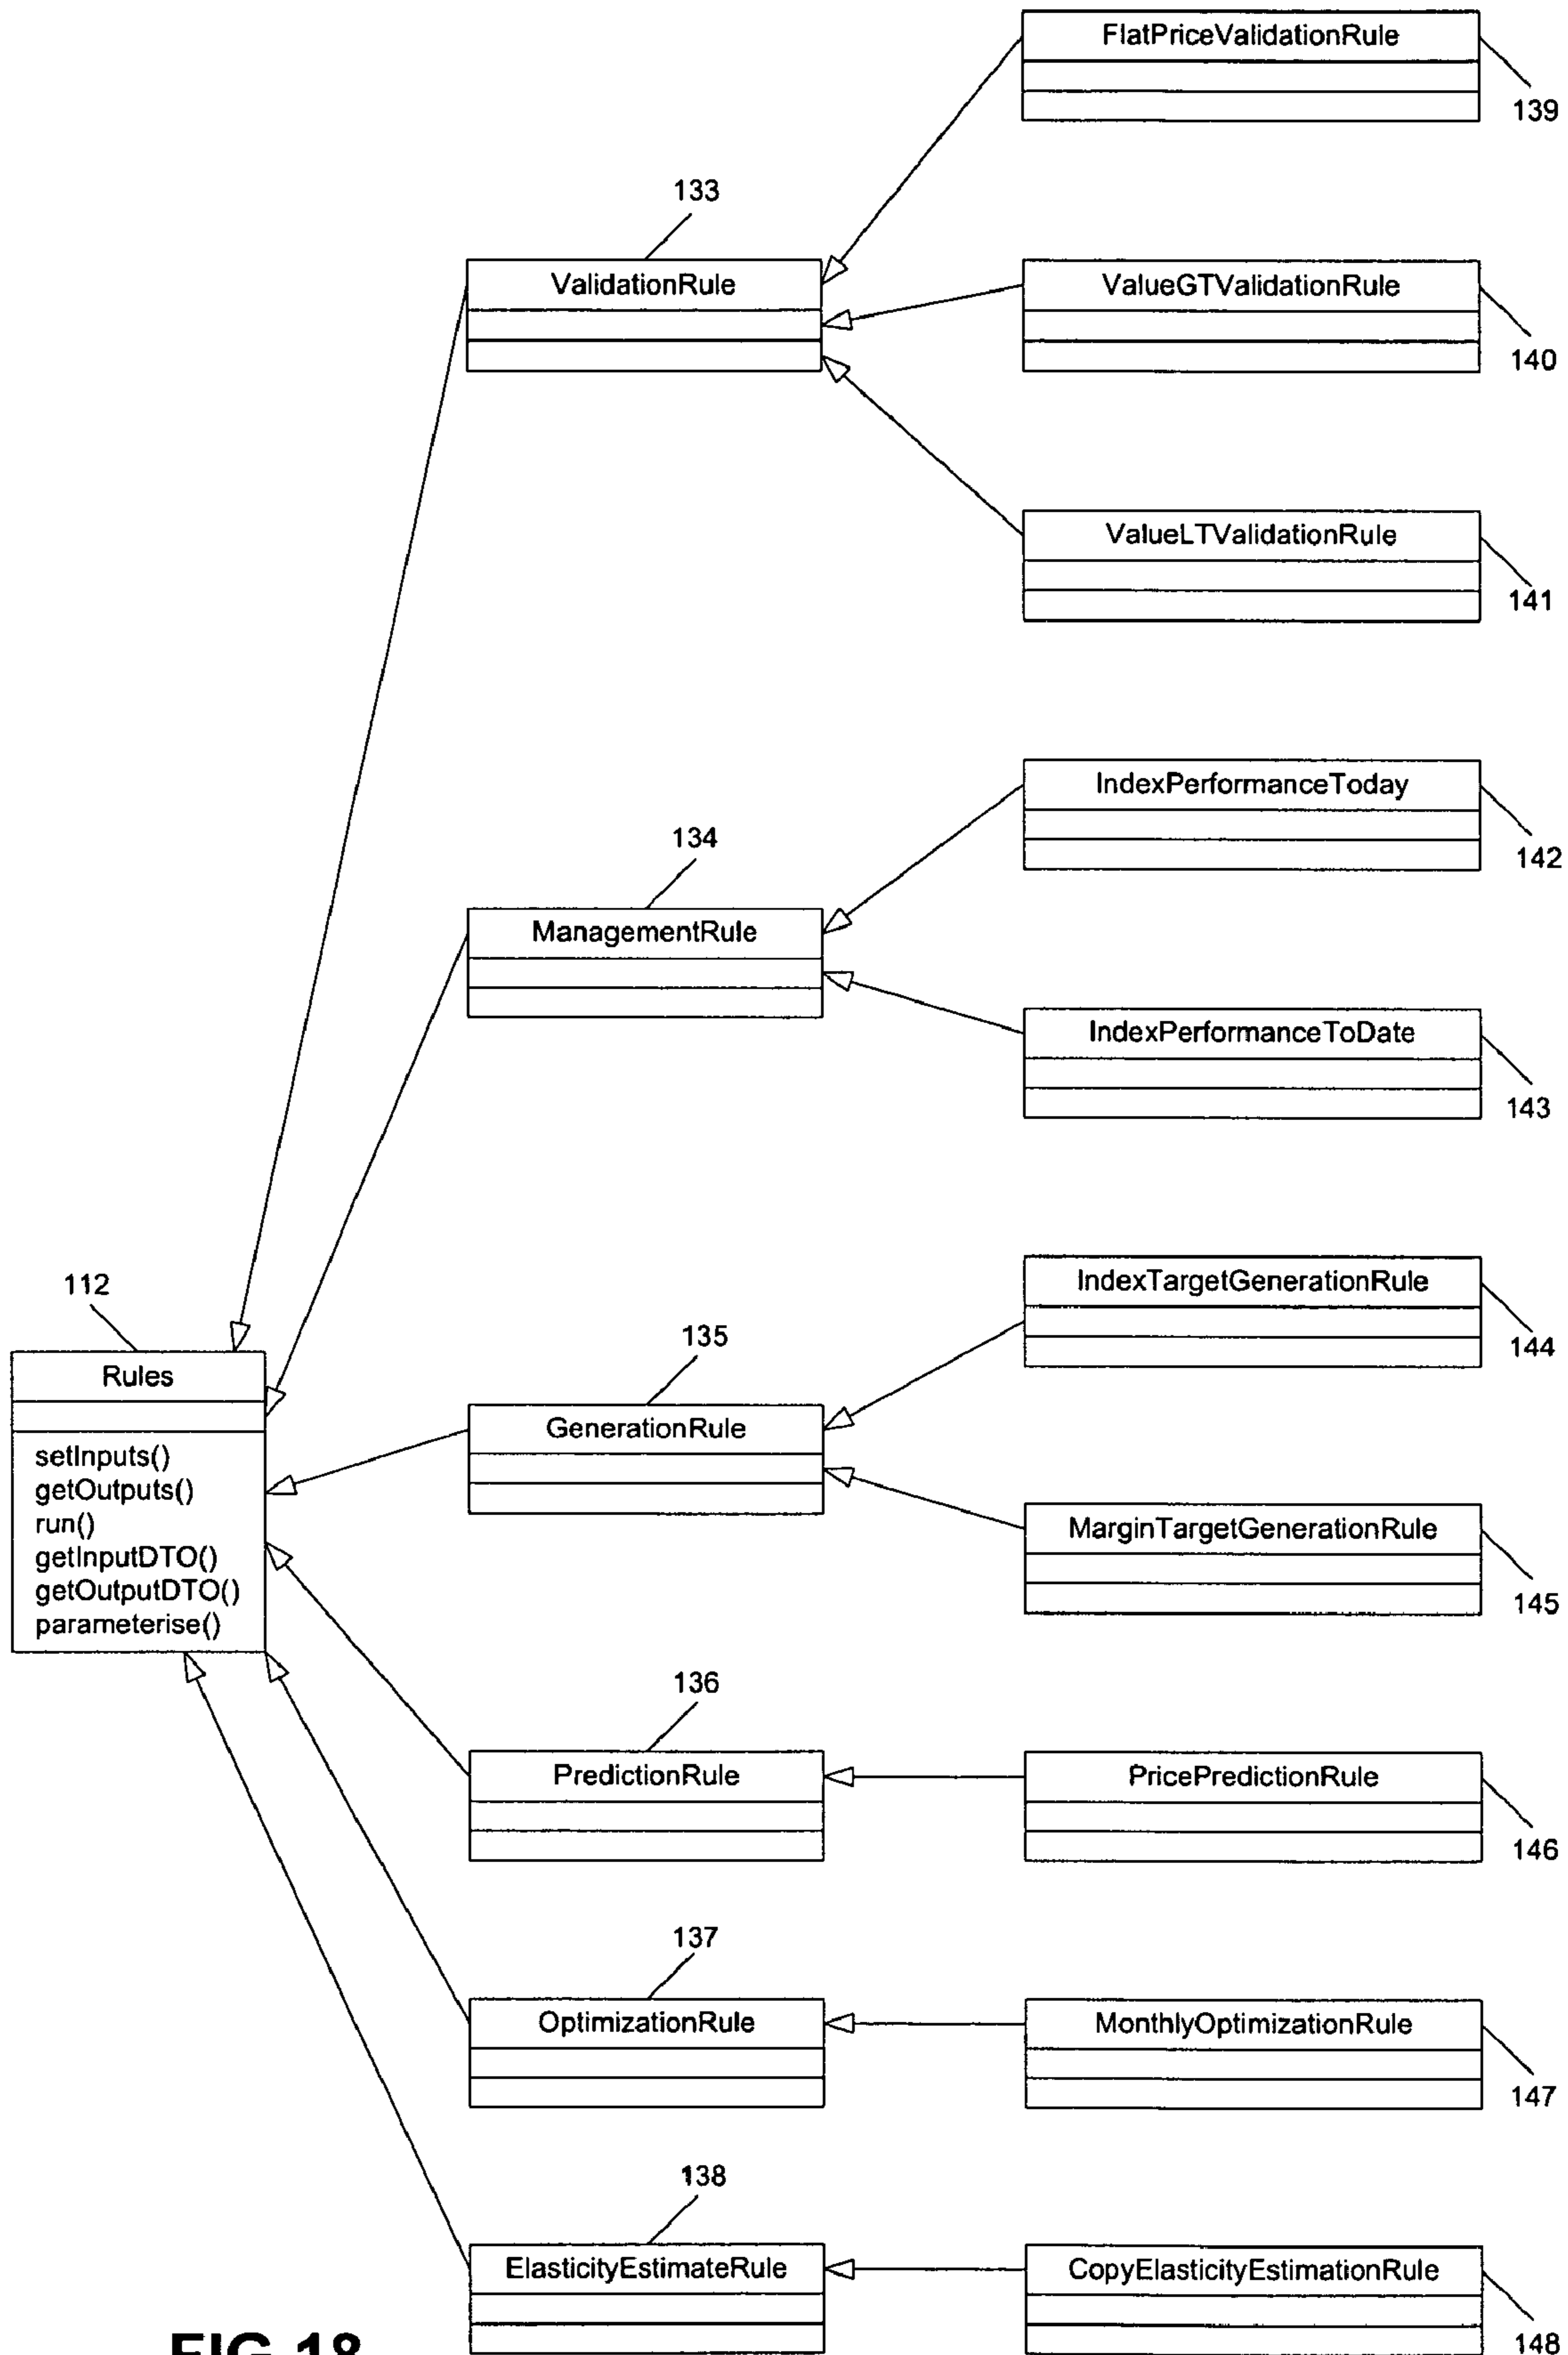 FlatPriceValidationRule
139
133
ValidationRule
ValueGTValidationRule
140
ValueLTValidationRule
141
IndexPerformanceToday
142
134
ManagementRule
IndexPerformanceToDate
143
112
Rules
setInputs()
getOutputs()
run()
getInputDTO()
getOutputDTO()
parameterise()
IndexTargetGenerationRule
144
135
GenerationRule
MarginTargetGenerationRule
145
136
PredictionRule
PricePredictionRule
146
137
OptimizationRule
MonthlyOptimizationRule
147
138
ElasticityEstimateRule
CopyElasticityEstimationRule
148
FIG 18